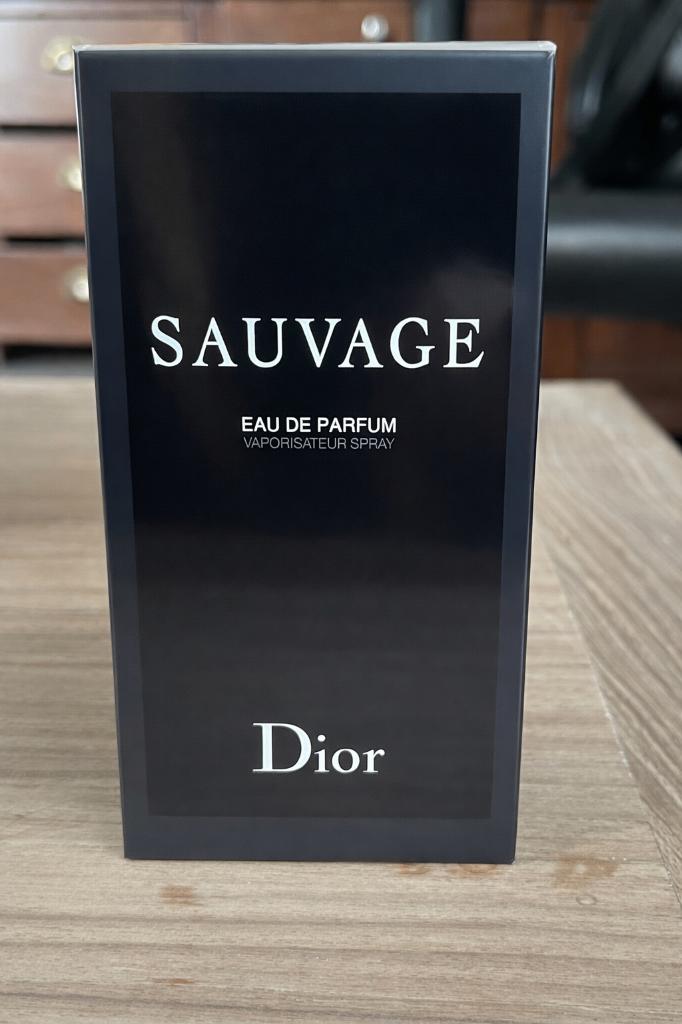 SAUVAGE
EAU DE PARFUM
VAPORISATEUR SPRAY
Dior